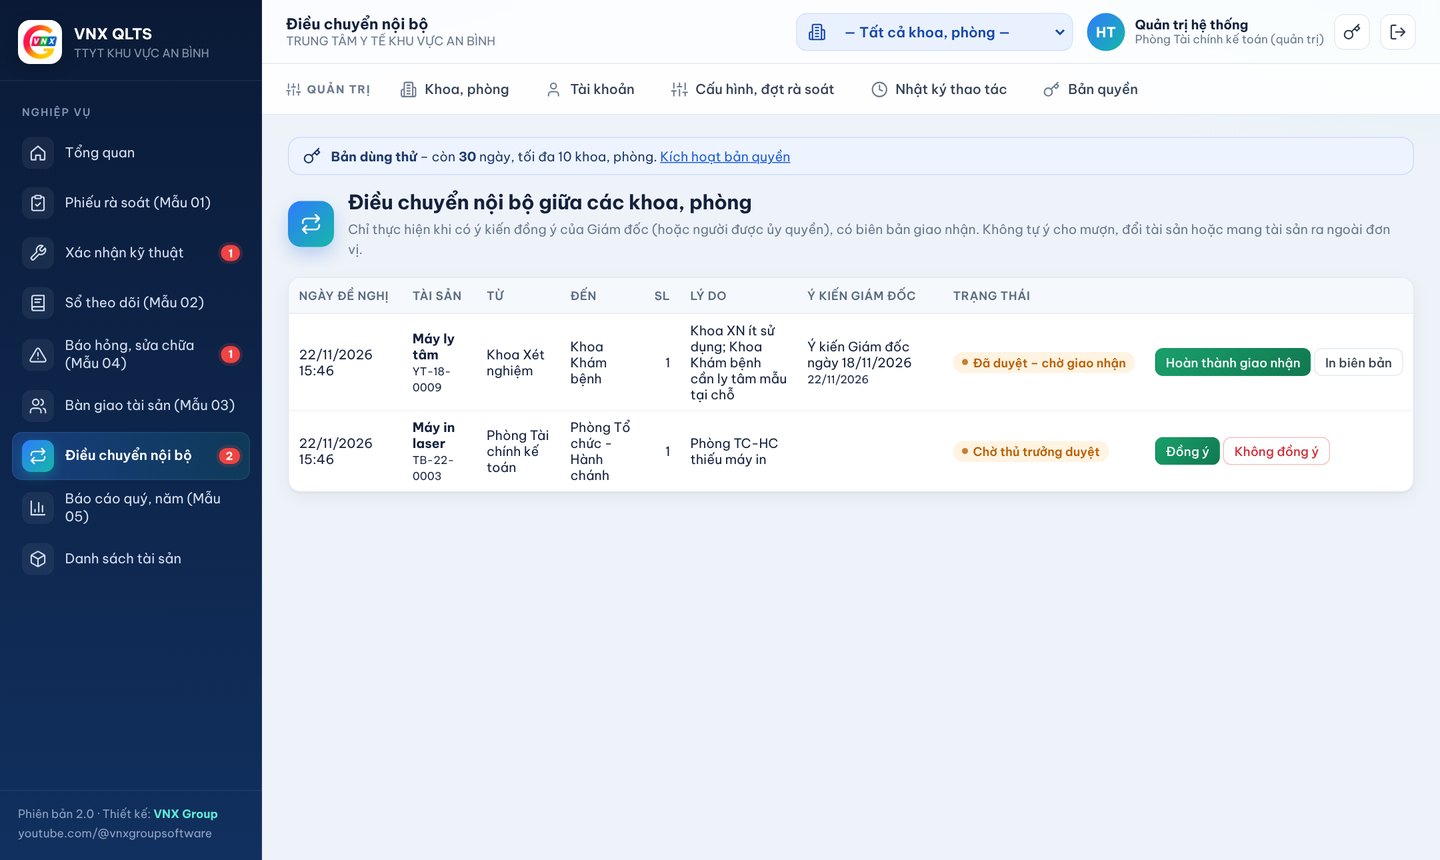 VNX QLTS
TTYT KHU VỰC AN BÌNH
NGHIỆP VỤ
Tổng quan
Phiếu rà soát (Mẫu 01)
Xác nhận kỹ thuật 1
Sổ theo dõi (Mẫu 02)
Báo hỏng, sửa chữa
(Mẫu 04) 1
Bàn giao tài sản (Mẫu 03)
Điều chuyển nội bộ 2
Báo cáo quý, năm (Mẫu
05)
Danh sách tài sản
Phiên bản 2.0 · Thiết kế: VNX Group
youtube.com/@vnxgroupsoftware
Điều chuyển nội bộ
TRUNG TÂM Y TẾ KHU VỰC AN BÌNH
— Tất cả khoa, phòng —
HT
Quản trị hệ thống
Phòng Tài chính kế toán (quản trị)
QUẢN TRỊ
Khoa, phòng
Tài khoản
Cấu hình, đợt rà soát
Nhật ký thao tác
Bản quyền
Bản dùng thử – còn 30 ngày, tối đa 10 khoa, phòng. Kích hoạt bản quyền
Điều chuyển nội bộ giữa các khoa, phòng
Chỉ thực hiện khi có ý kiến đồng ý của Giám đốc (hoặc người được ủy quyền), có biên bản giao nhận. Không tự ý cho mượn, đổi tài sản hoặc mang tài sản ra ngoài đơn
vị.
NGÀY ĐỀ NGHỊ TÀI SẢN TỪ ĐẾN SL LÝ DO Ý KIẾN GIÁM ĐỐC TRẠNG THÁI
22/11/2026
15:46
Máy ly
tâm
YT-18-
0009
Khoa Xét
nghiệm
Khoa
Khám
bệnh
1
Khoa XN ít sử
dụng; Khoa
Khám bệnh
cần ly tâm mẫu
tại chỗ
Ý kiến Giám đốc
ngày 18/11/2026
22/11/2026
Đã duyệt – chờ giao nhận
Hoàn thành giao nhận
In biên bản
22/11/2026
15:46
Máy in
laser
TB-22-
0003
Phòng Tài
chính kế
toán
Phòng Tổ
chức -
Hành
chánh
1
Phòng TC-HC
thiếu máy in
Chờ thủ trưởng duyệt
Đồng ý
Không đồng ý